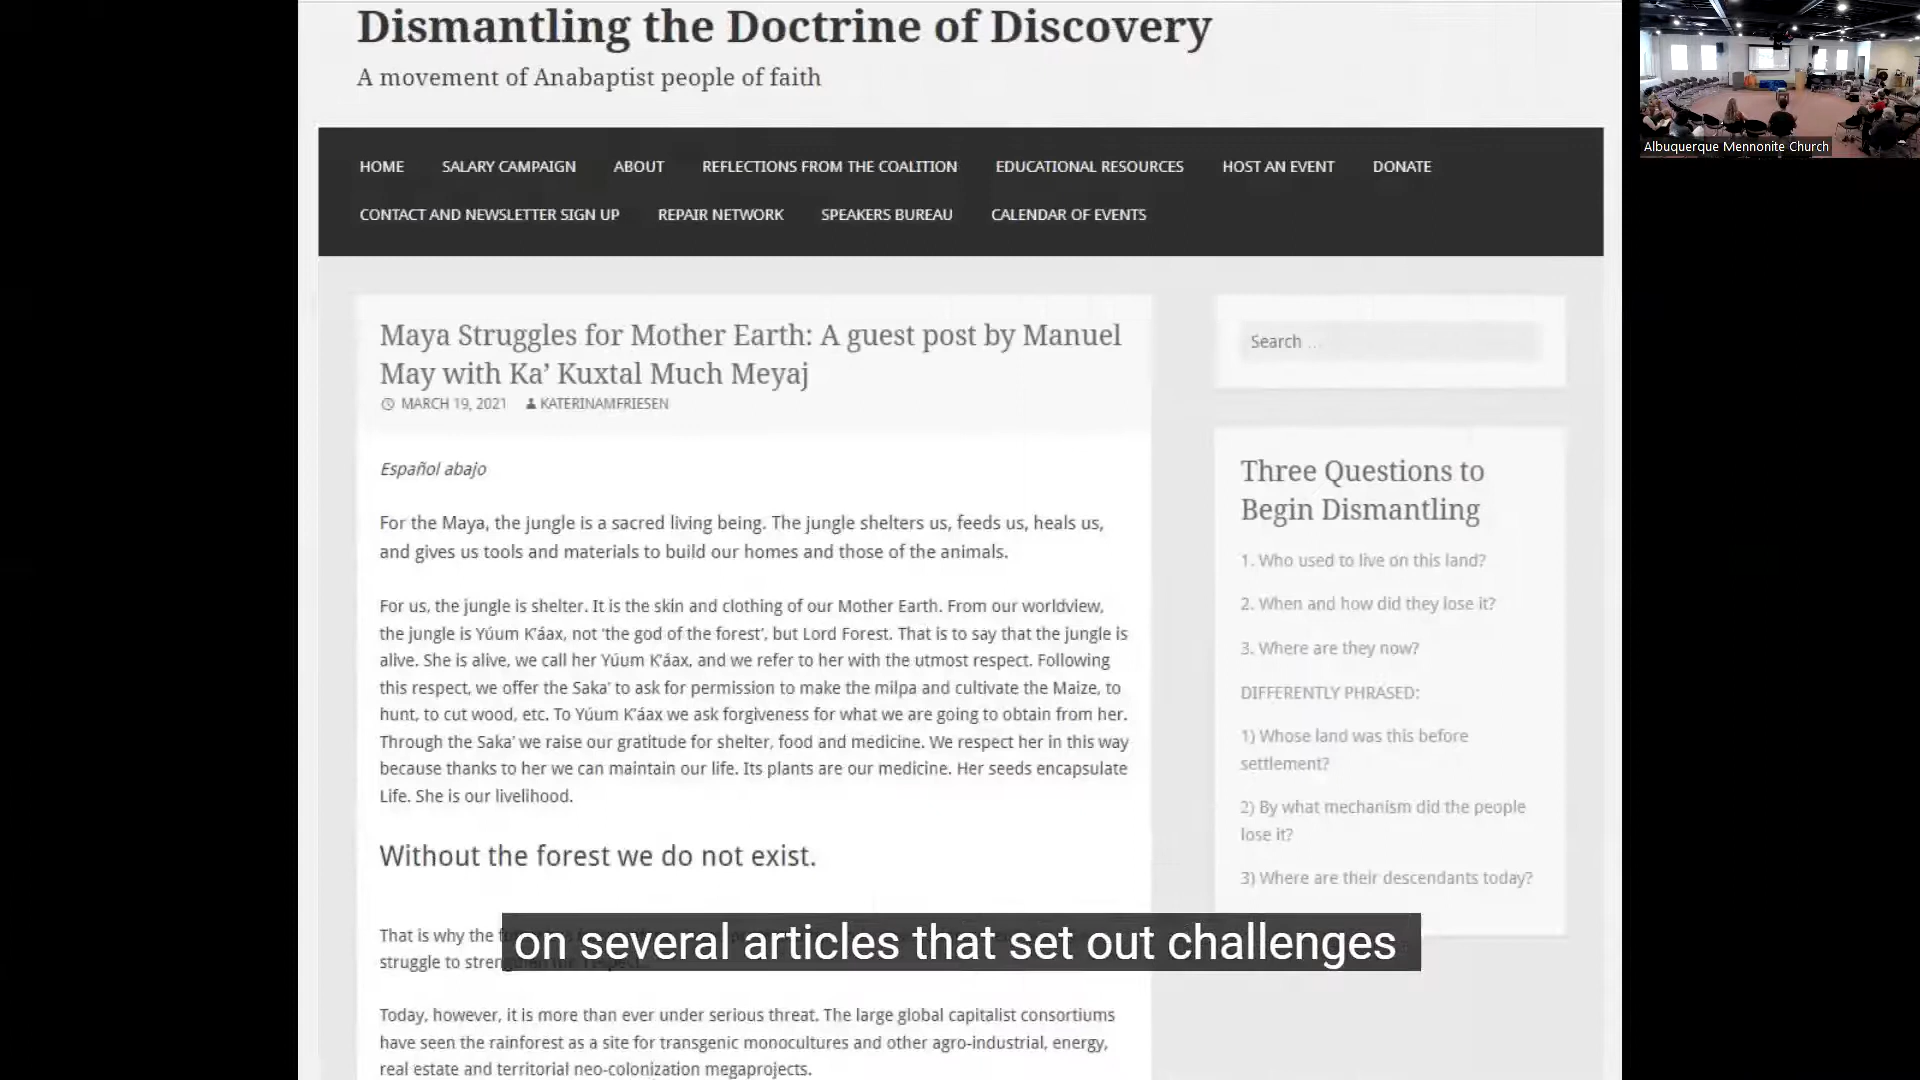 Dismantling the Doctrine of Discovery
A movement of Anabaptist people of faith
Albuquerque Mennonite Church
HOME SALARY CAMPAIGN ABOUT REFLECTIONS FROM THE COALITION EDUCATIONAL RESOURCES HOST AN EVENT DONATE
CONTACT AND NEWSLETTER SIGN UP REPAIR NETWORK SPEAKERS BUREAU CALENDAR OF EVENTS
Maya Struggles for Mother Earth: A guest post by Manuel
May with Ka’ Kuxtal Much Meyaj
MARCH 19, 2021 KATERINAMFRIESEN
Español abajo
For the Maya, the jungle is a sacred living being. The jungle shelters us, feeds us, heals us,
and gives us tools and materials to build our homes and those of the animals.
For us, the jungle is shelter. It is the skin and clothing of our Mother Earth. From our worldview,
the jungle is Yúum K’áax, not ‘the god of the forest’, but Lord Forest. That is to say that the jungle is
alive. She is alive, we call her Yúum K’áax, and we refer to her with the utmost respect. Following
this respect, we offer the Saka’ to ask for permission to make the milpa and cultivate the Maize, to
hunt, to cut wood, etc. To Yúum K’áax we ask forgiveness for what we are going to obtain from her.
Through the Saka’ we raise our gratitude for shelter, food and medicine. We respect her in this way
because thanks to her we can maintain our life. Its plants are our medicine. Her seeds encapsulate
Life. She is our livelihood.
Without the forest we do not exist.
That is why the
struggle to
Today, however, it is more than ever under serious threat. The large global capitalist consortiums
have seen the rainforest as a site for transgenic monocultures and other agro-industrial, energy,
real estate and territorial neo-colonization megaprojects.
Search ...
Three Questions to
Begin Dismantling
1. Who used to live on this land?
2. When and how did they lose it?
3. Where are they now?
DIFFERENTLY PHRASED:
1) Whose land was this before
settlement?
2) By what mechanism did the people
lose it?
3) Where are their descendants today?
on several articles that set out challenges